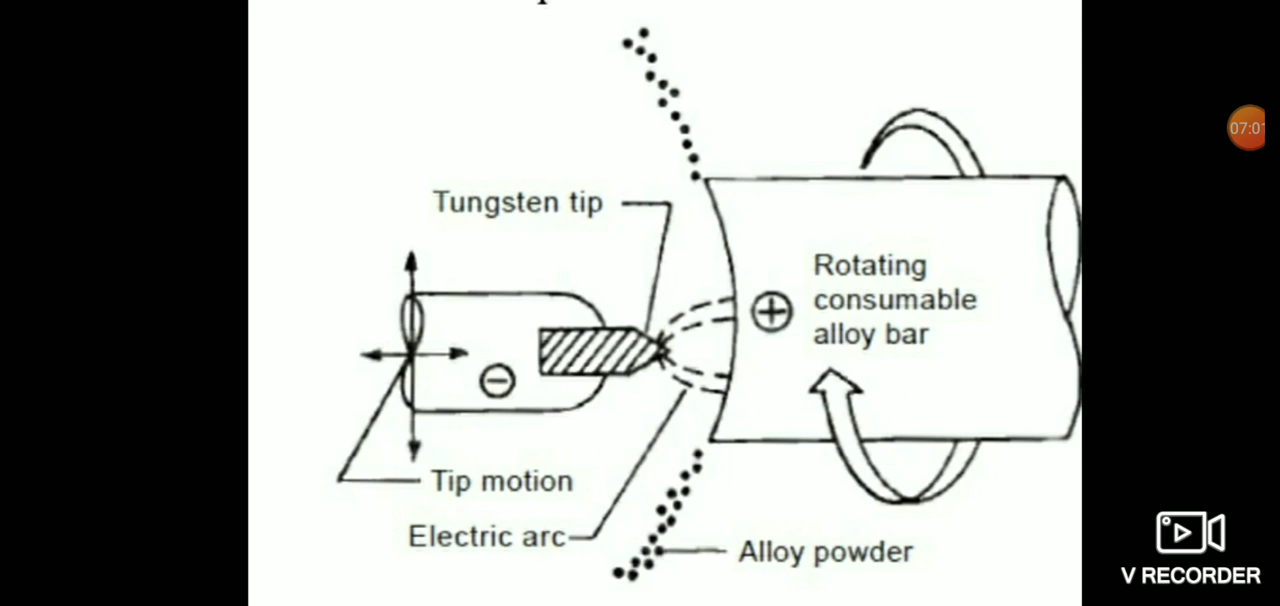 Tungsten tip
Rotating
consumable
alloy bar
+
−
Tip motion
Electric arc
Alloy powder
07:01
V RECORDER